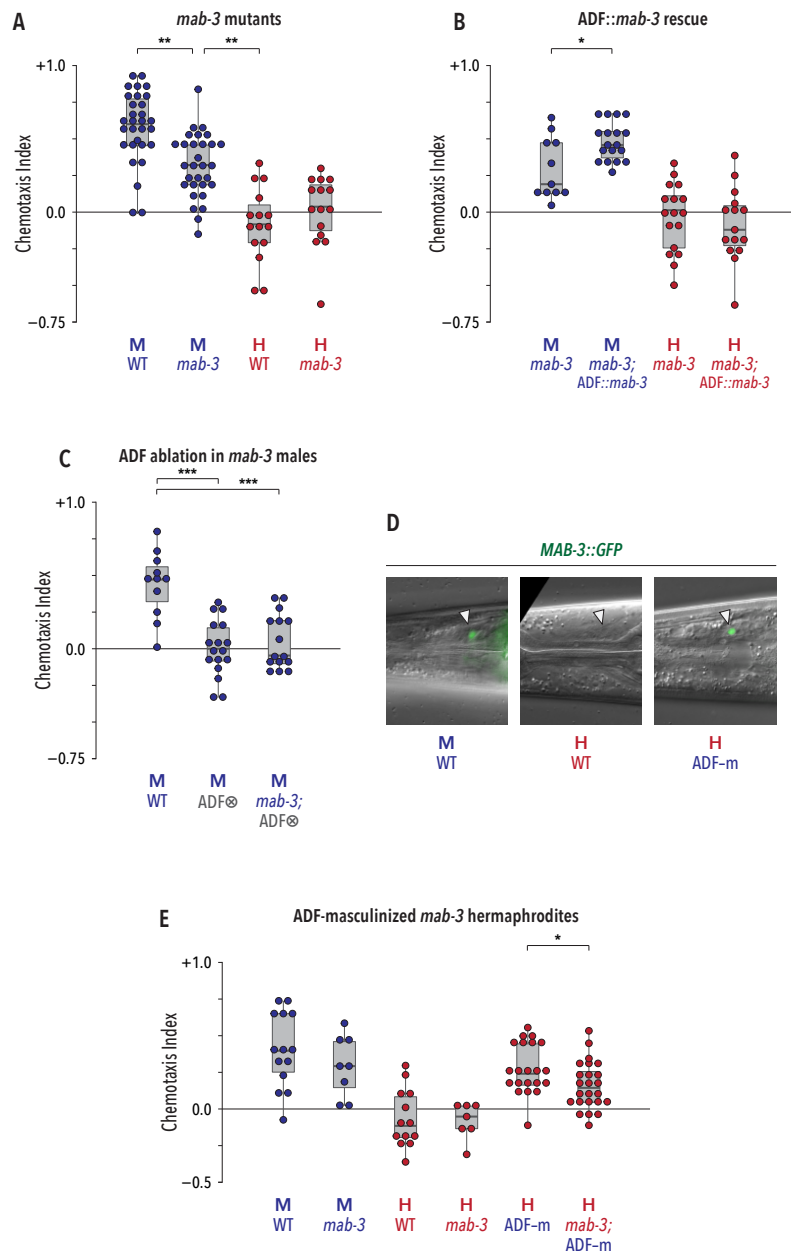 A
mab-3 mutants
** **
+1.0
0.0
-0.75
Chemotaxis Index
M M H H
WT mab-3 WT mab-3
B
ADF::mab-3 rescue
*
+1.0
0.0
-0.75
Chemotaxis Index
M M H H
mab-3 mab-3; mab-3 mab-3;
ADF::mab-3 ADF::mab-3
C
ADF ablation in mab-3 males
***
***
+1.0
0.0
-0.75
Chemotaxis Index
M M M
WT ADF⊗ mab-3;
ADF⊗
D
MAB-3::GFP
M H H
WT WT ADF–m
E
ADF-masculinized mab-3 hermaphrodites
*
+1.0
0.0
-0.5
Chemotaxis Index
M M H H H H
WT mab-3 WT mab-3 ADF–m mab-3;
ADF–m